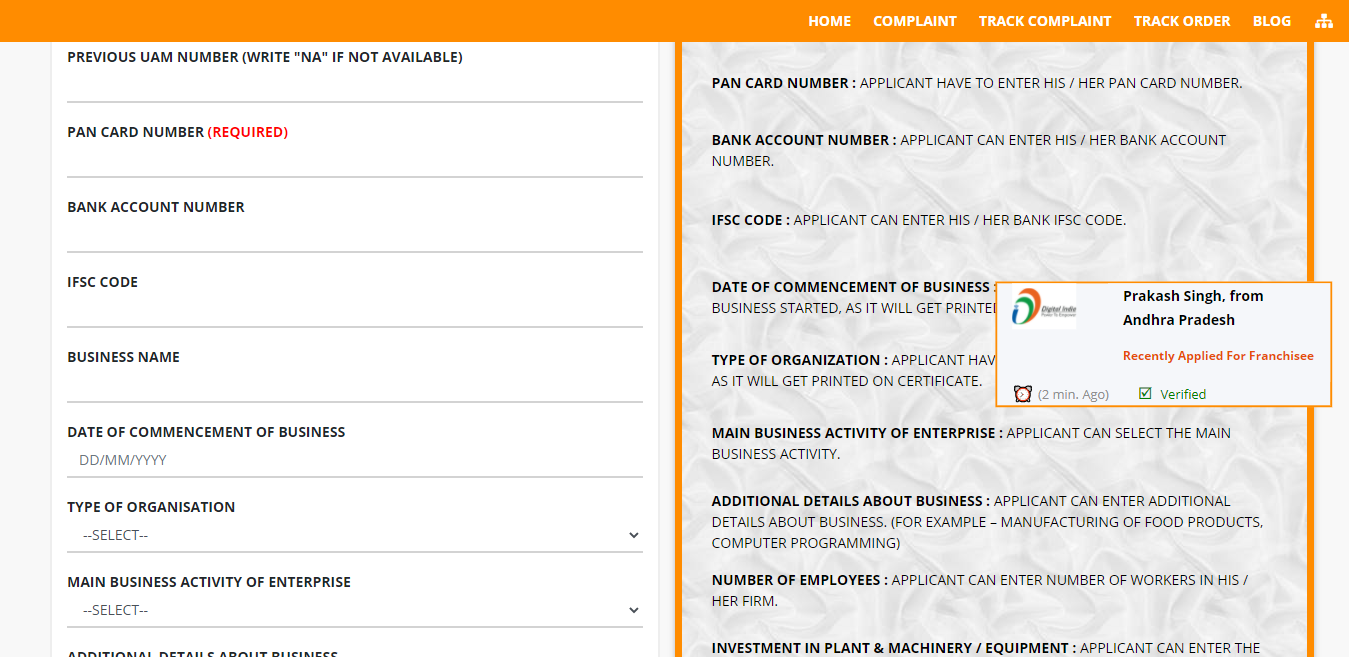 HOME COMPLAINT TRACK COMPLAINT TRACK ORDER BLOG
PREVIOUS UAM NUMBER (WRITE "NA" IF NOT AVAILABLE)
PAN CARD NUMBER (REQUIRED)
BANK ACCOUNT NUMBER
IFSC CODE
BUSINESS NAME
DATE OF COMMENCEMENT OF BUSINESS
DD/MM/YYYY
TYPE OF ORGANISATION
--SELECT--
MAIN BUSINESS ACTIVITY OF ENTERPRISE
--SELECT--
ADDITIONAL DETAILS ABOUT BUSINESS
PAN CARD NUMBER : APPLICANT HAVE TO ENTER HIS / HER PAN CARD NUMBER.
BANK ACCOUNT NUMBER : APPLICANT CAN ENTER HIS / HER BANK ACCOUNT
NUMBER.
IFSC CODE : APPLICANT CAN ENTER HIS / HER BANK IFSC CODE.
DATE OF COMMENCEMENT OF BUSINESS :
BUSINESS STARTED, AS IT WILL GET PRINTE
TYPE OF ORGANIZATION : APPLICANT HAV
AS IT WILL GET PRINTED ON CERTIFICATE.
Digital India
Prakash Singh, from
Andhra Pradesh
Recently Applied For Franchisee
(2 min. Ago) Verified
MAIN BUSINESS ACTIVITY OF ENTERPRISE : APPLICANT CAN SELECT THE MAIN
BUSINESS ACTIVITY.
ADDITIONAL DETAILS ABOUT BUSINESS : APPLICANT CAN ENTER ADDITIONAL
DETAILS ABOUT BUSINESS. (FOR EXAMPLE – MANUFACTURING OF FOOD PRODUCTS,
COMPUTER PROGRAMMING)
NUMBER OF EMPLOYEES : APPLICANT CAN ENTER NUMBER OF WORKERS IN HIS /
HER FIRM.
INVESTMENT IN PLANT & MACHINERY / EQUIPMENT : APPLICANT CAN ENTER THE